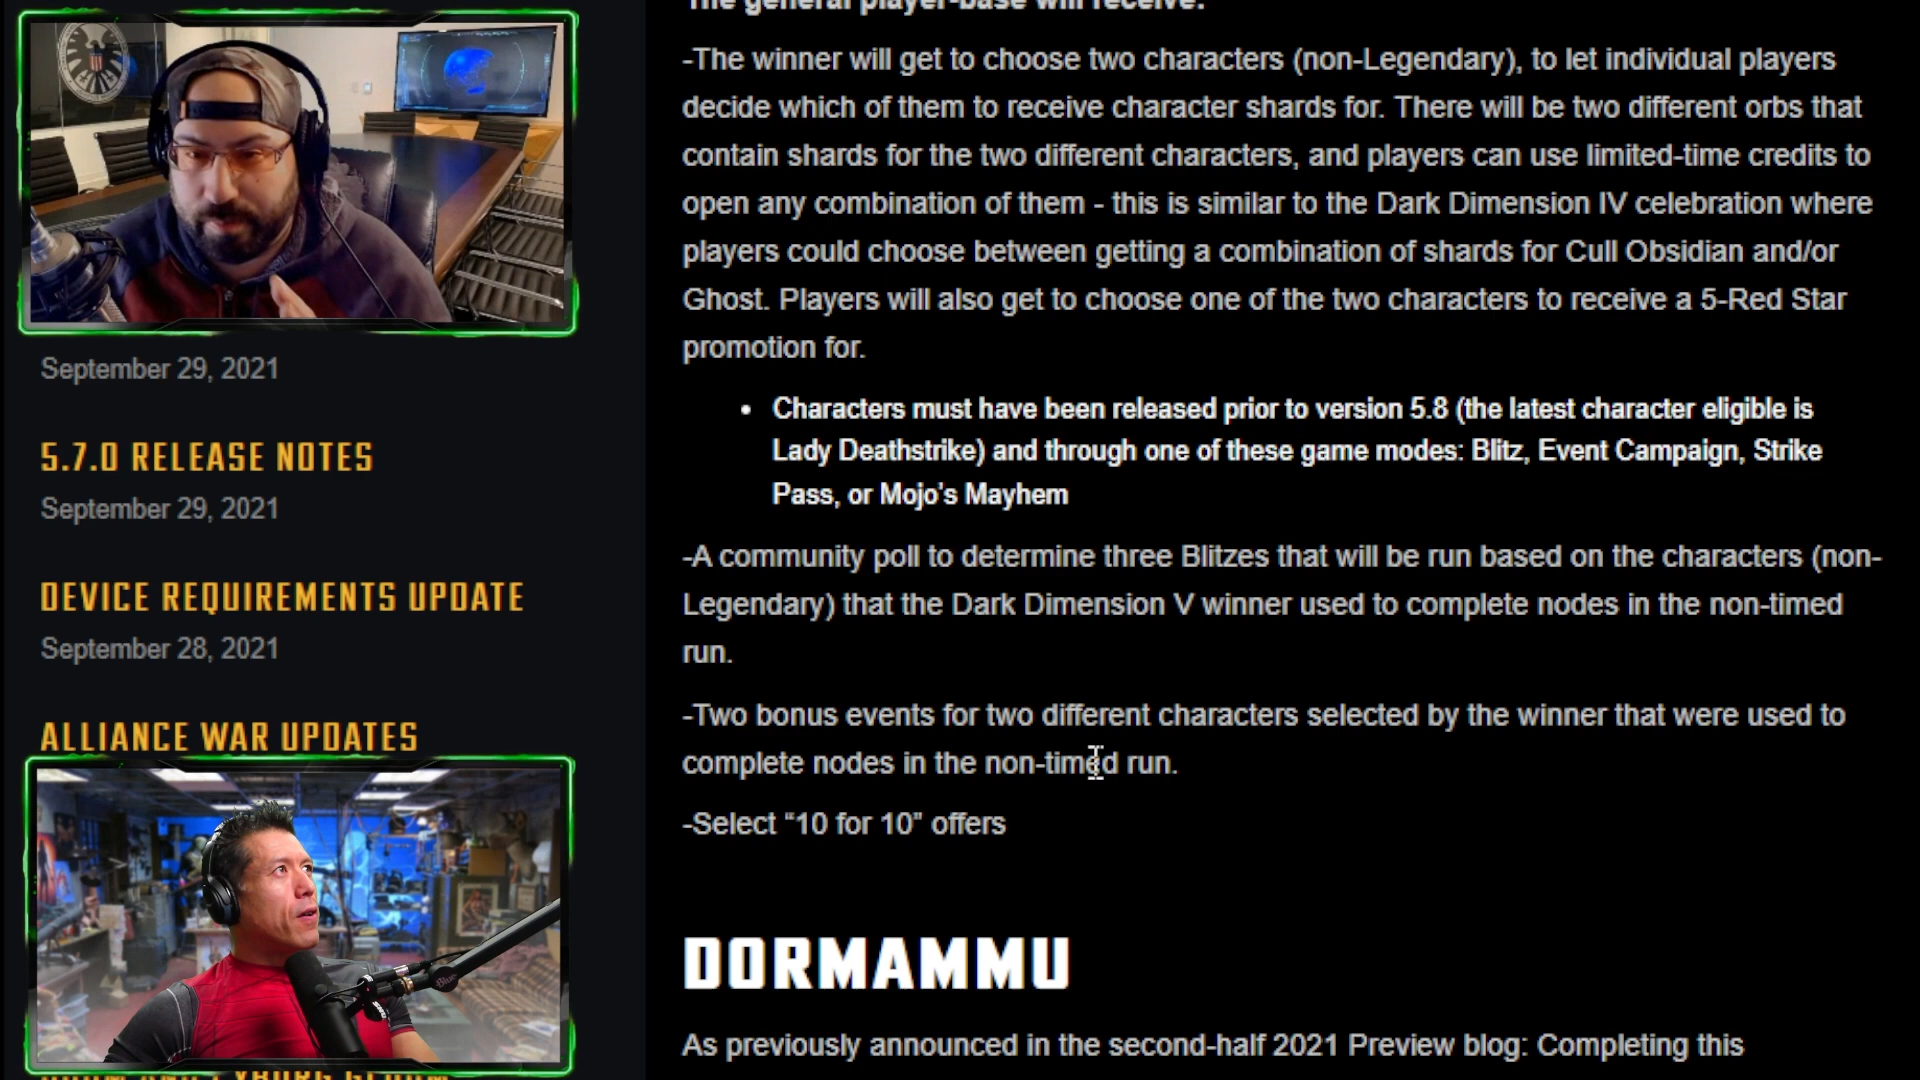 September 29, 2021
5.7.0 RELEASE NOTES
September 29, 2021
DEVICE REQUIREMENTS UPDATE
September 28, 2021
ALLIANCE WAR UPDATES
The general player-base will receive:
-The winner will get to choose two characters (non-Legendary), to let individual players
decide which of them to receive character shards for. There will be two different orbs that
contain shards for the two different characters, and players can use limited-time credits to
open any combination of them - this is similar to the Dark Dimension IV celebration where
players could choose between getting a combination of shards for Cull Obsidian and/or
Ghost. Players will also get to choose one of the two characters to receive a 5-Red Star
promotion for.
• Characters must have been released prior to version 5.8 (the latest character eligible is
Lady Deathstrike) and through one of these game modes: Blitz, Event Campaign, Strike
Pass, or Mojo's Mayhem
-A community poll to determine three Blitzes that will be run based on the characters (non-
Legendary) that the Dark Dimension V winner used to complete nodes in the non-timed
run.
-Two bonus events for two different characters selected by the winner that were used to
complete nodes in the non-timed run.
-Select “10 for 10” offers
DORMAMMU
As previously announced in the second-half 2021 Preview blog: Completing this